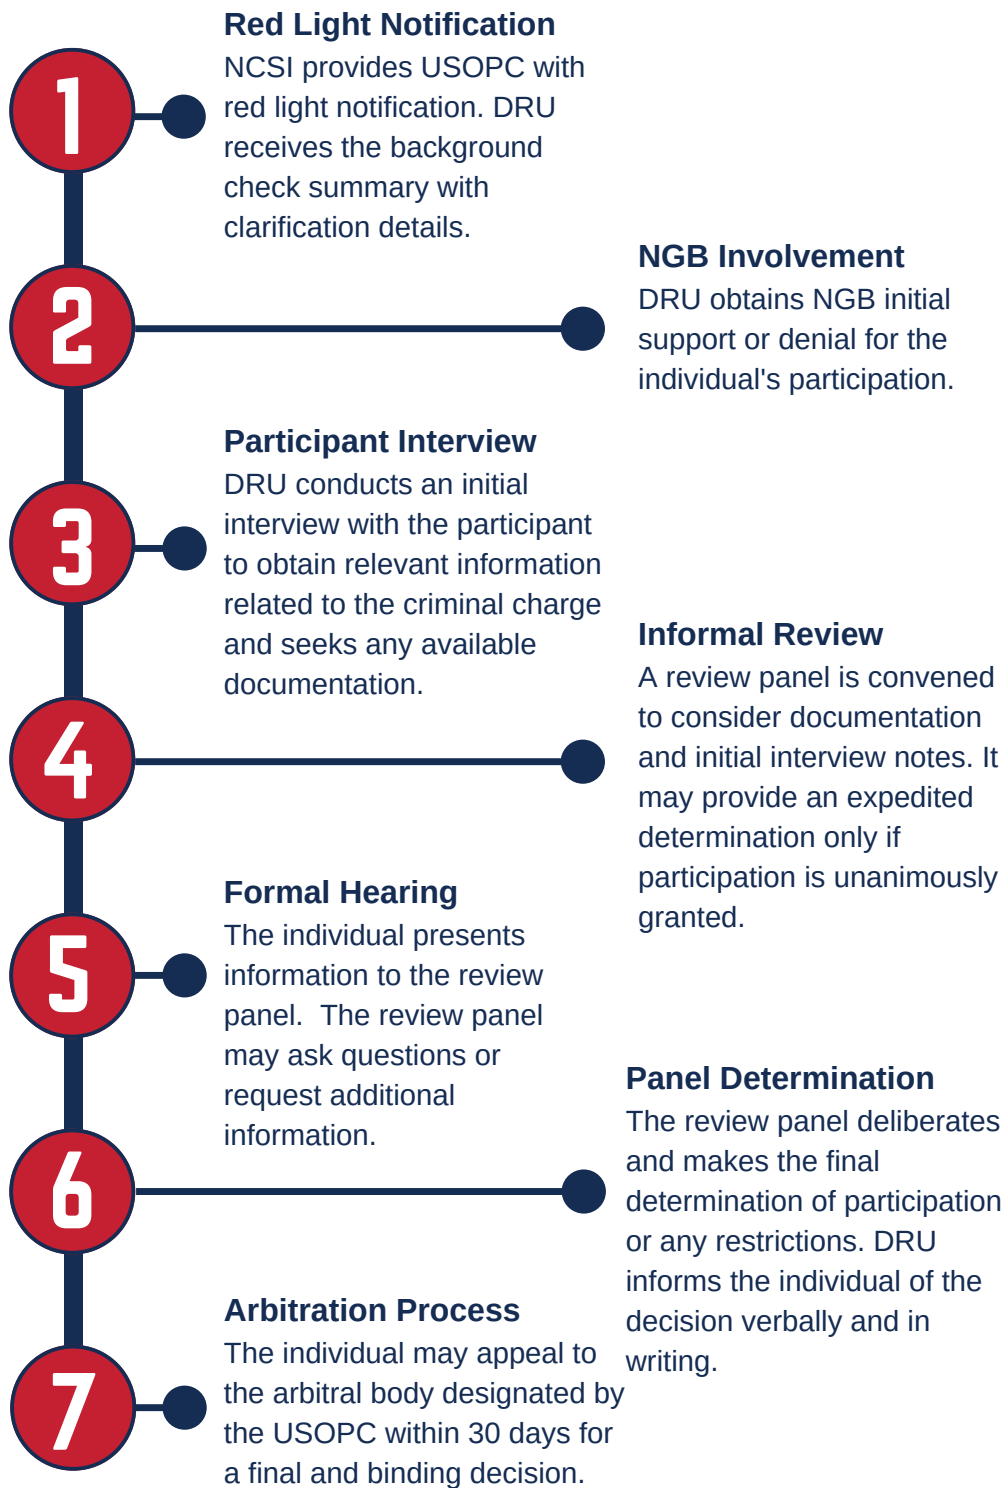 1
Red Light Notification
NCSI provides USOPC with
red light notification. DRU
receives the background
check summary with
clarification details.
2
NGB Involvement
DRU obtains NGB initial
support or denial for the
individual's participation.
3
Participant Interview
DRU conducts an initial
interview with the participant
to obtain relevant information
related to the criminal charge
and seeks any available
documentation.
4
Informal Review
A review panel is convened
to consider documentation
and initial interview notes. It
may provide an expedited
determination only if
participation is unanimously
granted.
5
Formal Hearing
The individual presents
information to the review
panel.  The review panel
may ask questions or
request additional
information.
6
Panel Determination
The review panel deliberates
and makes the final
determination of participation
or any restrictions. DRU
informs the individual of the
decision verbally and in
writing.
7
Arbitration Process
The individual may appeal to
the arbitral body designated by
the USOPC within 30 days for
a final and binding decision.